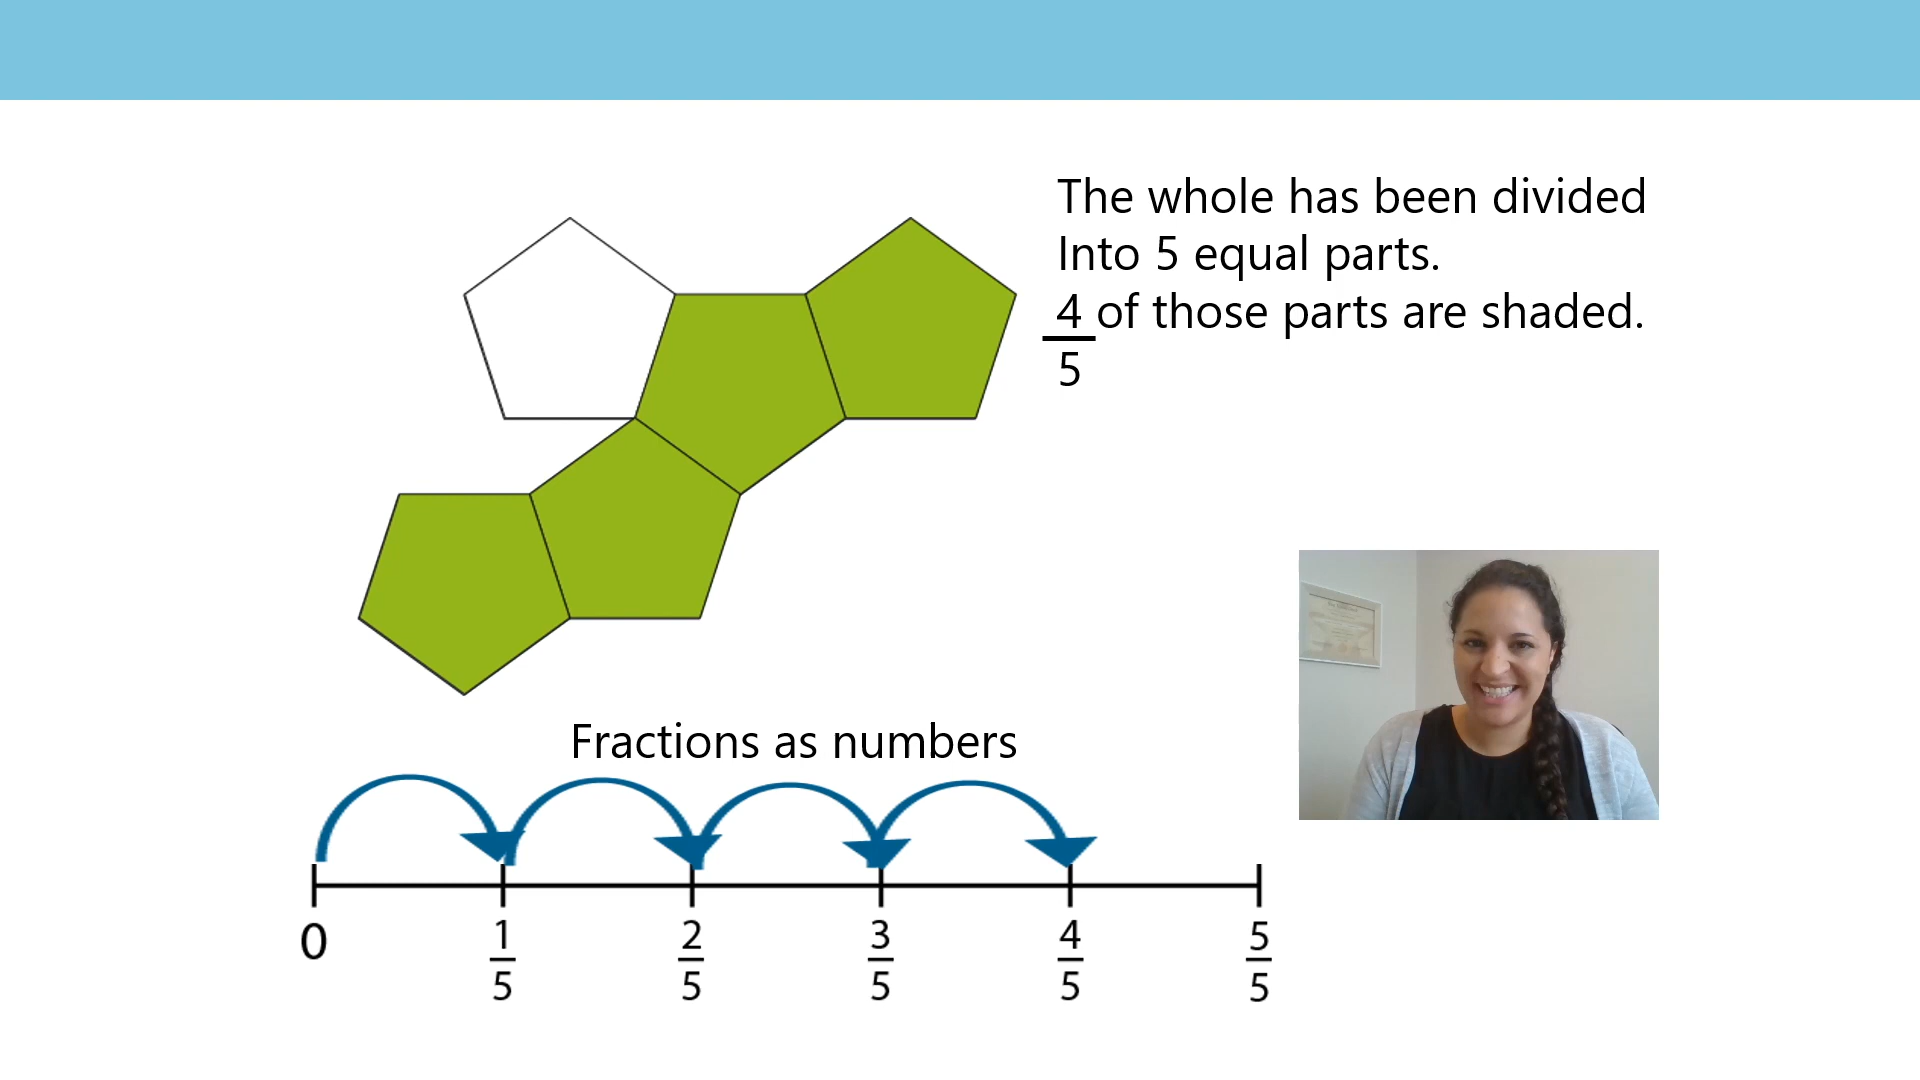 The whole has been divided
Into 5 equal parts.
4 of those parts are shaded.
5
Fractions as numbers
0 1/5 2/5 3/5 4/5 5/5